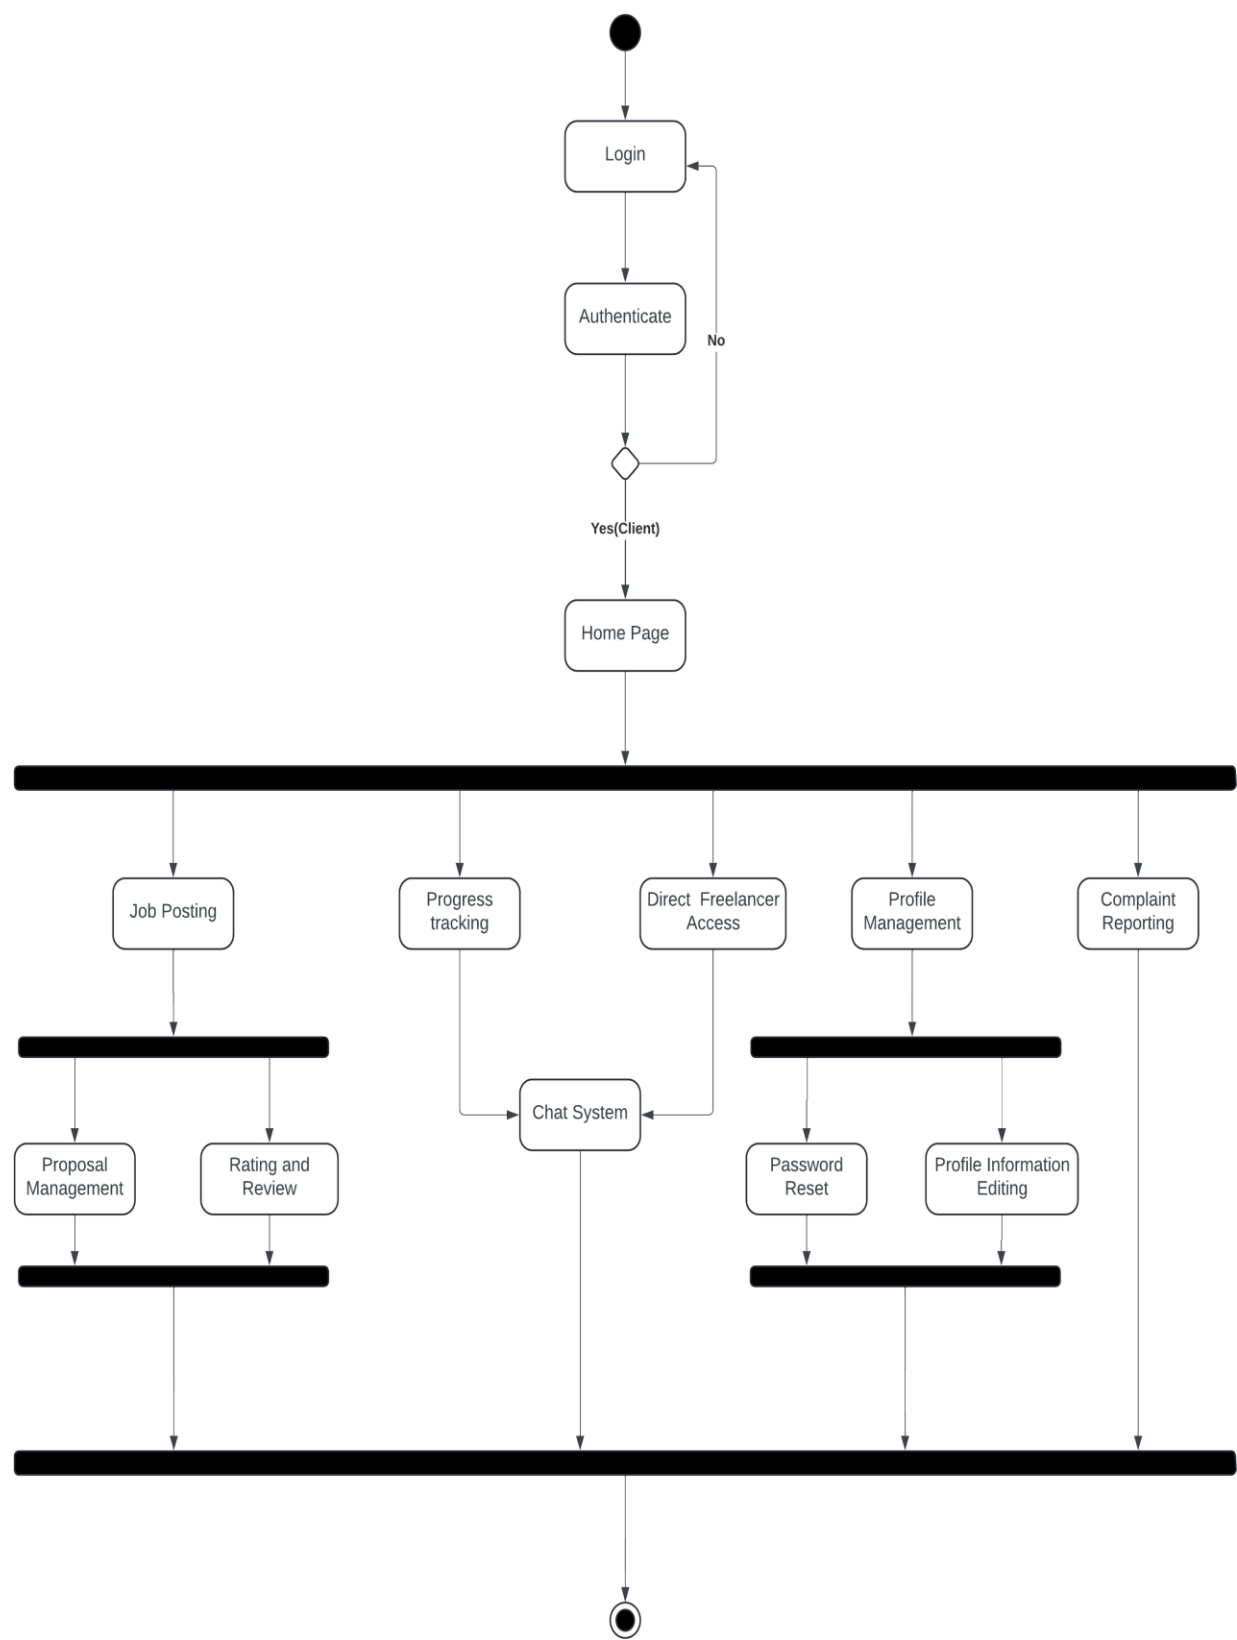 Login
Authenticate
No
Yes(Client)
Home Page
Job Posting
Progress
tracking
Direct  Freelancer
Access
Profile
Management
Complaint
Reporting
Chat System
Proposal
Management
Rating and
Review
Password
Reset
Profile Information
Editing